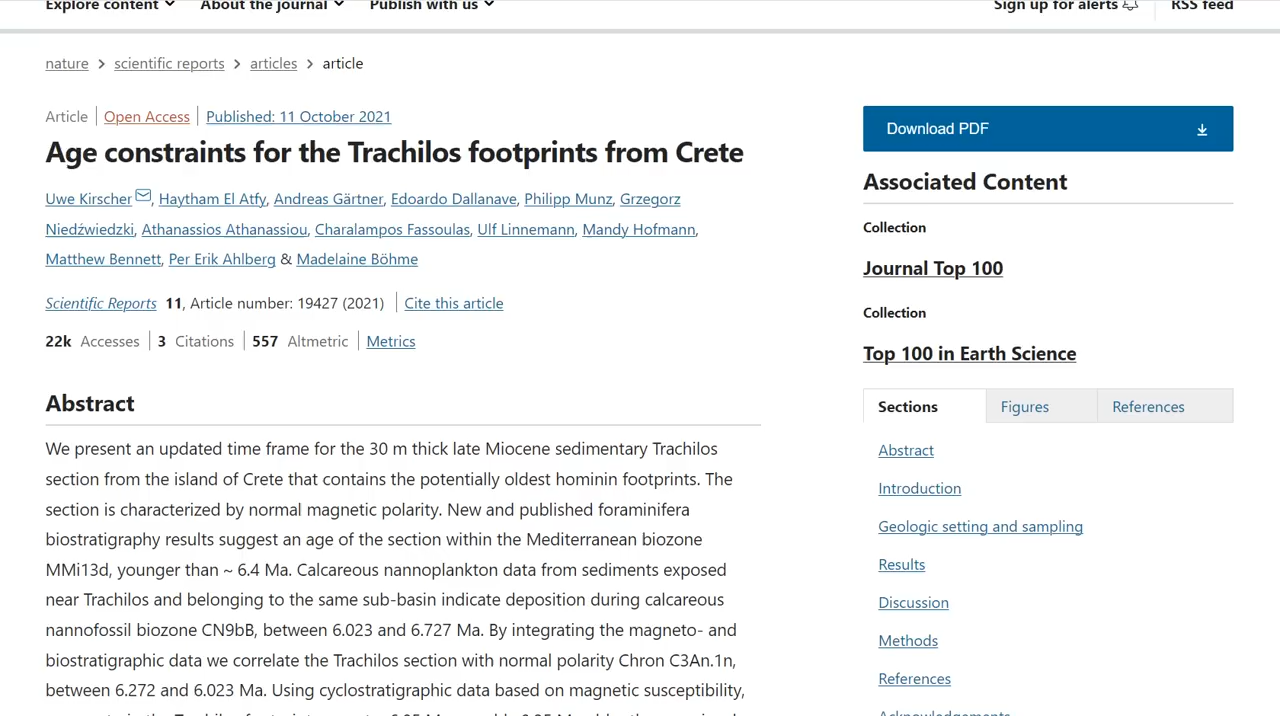 Explore content
About the journal
Publish with us
Sign up for alerts
RSS feed
nature > scientific reports > articles > article
Article | Open Access | Published: 11 October 2021
Age constraints for the Trachilos footprints from Crete
Uwe Kirscher, Haytham El Atfy, Andreas Gärtner, Edoardo Dallanave, Philipp Munz, Grzegorz
Niedźwiedzki, Athanassios Athanassiou, Charalampos Fassoulas, Ulf Linnemann, Mandy Hofmann,
Matthew Bennett, Per Erik Ahlberg & Madelaine Böhme
Scientific Reports 11, Article number: 19427 (2021) | Cite this article
22k Accesses | 3 Citations | 557 Altmetric | Metrics
Abstract
We present an updated time frame for the 30 m thick late Miocene sedimentary Trachilos
section from the island of Crete that contains the potentially oldest hominin footprints. The
section is characterized by normal magnetic polarity. New and published foraminifera
biostratigraphy results suggest an age of the section within the Mediterranean biozone
MMi13d, younger than ~ 6.4 Ma. Calcareous nannoplankton data from sediments exposed
near Trachilos and belonging to the same sub-basin indicate deposition during calcareous
nannofossil biozone CN9bB, between 6.023 and 6.727 Ma. By integrating the magneto- and
biostratigraphic data we correlate the Trachilos section with normal polarity Chron C3An.1n,
between 6.272 and 6.023 Ma. Using cyclostratigraphic data based on magnetic susceptibility,
Download PDF
Associated Content
Collection
Journal Top 100
Collection
Top 100 in Earth Science
Sections
Figures
References
Abstract
Introduction
Geologic setting and sampling
Results
Discussion
Methods
References